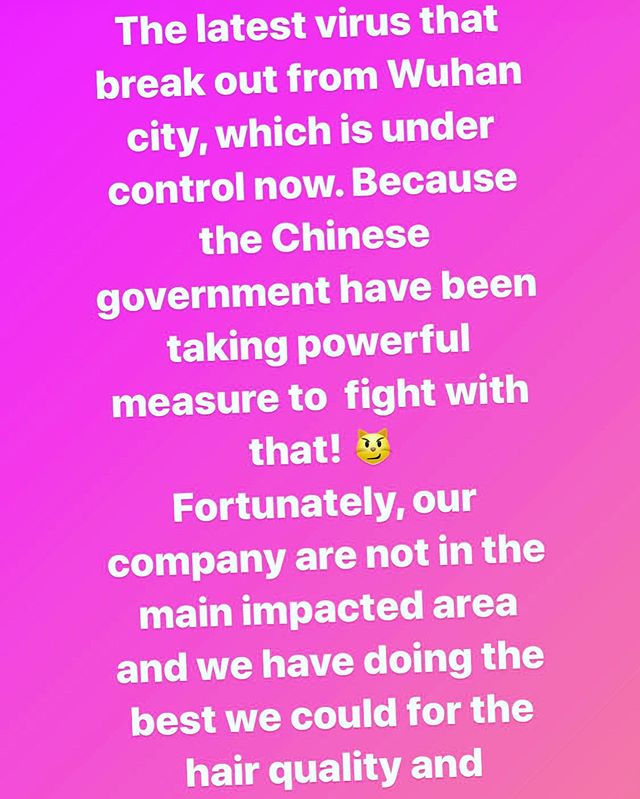 The latest virus that
break out from Wuhan
city, which is under
control now. Because
the Chinese
government have been
taking powerful
measure to  fight with
that! 😼
Fortunately, our
company are not in the
main impacted area
and we have doing the
best we could for the
hair quality and